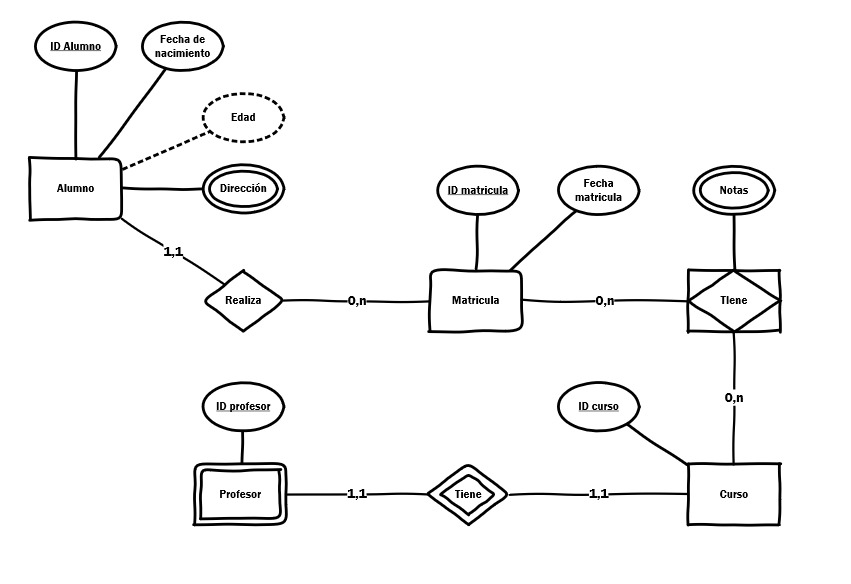 ID Alumno
Fecha de
nacimiento
Edad
Alumno
Dirección
1,1
Realiza
0,n
ID matricula
Fecha
matricula
Notas
Matricula
0,n
TIene
0,n
ID profesor
ID curso
Profesor
1,1
Tiene
1,1
Curso